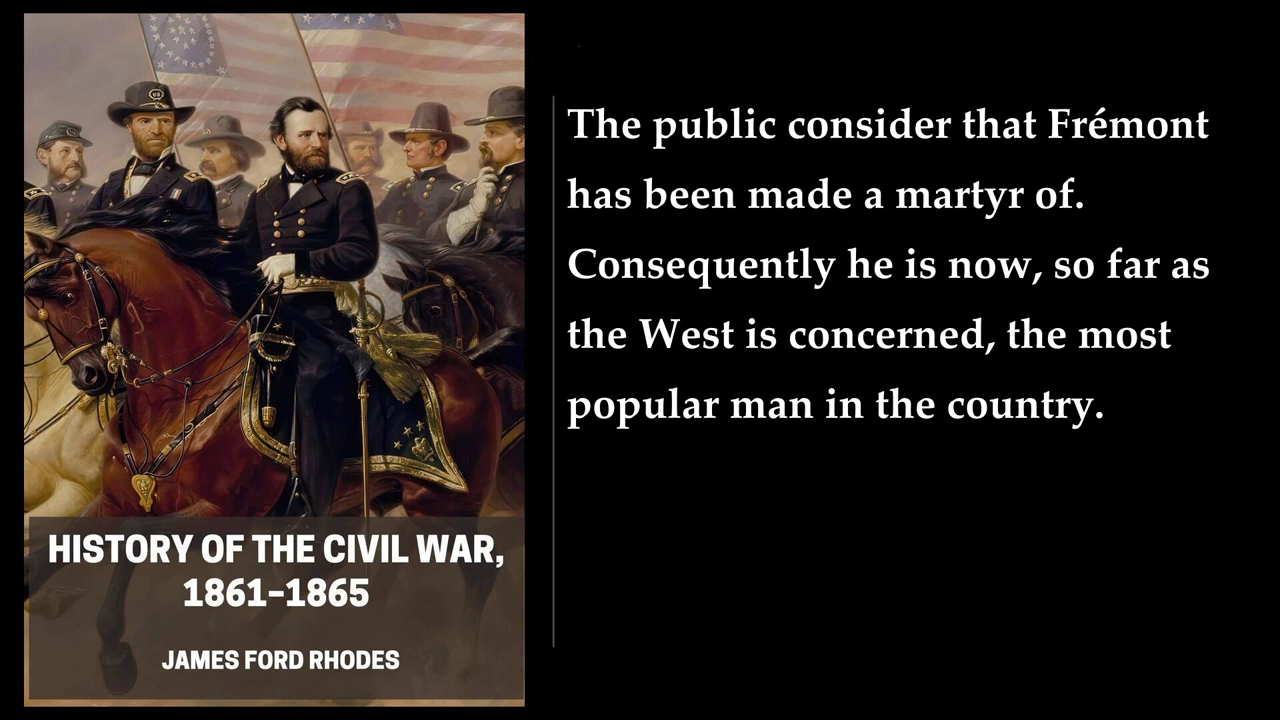 HISTORY OF THE CIVIL WAR,
1861–1865
JAMES FORD RHODES
The public consider that Frémont
has been made a martyr of.
Consequently he is now, so far as
the West is concerned, the most
popular man in the country.